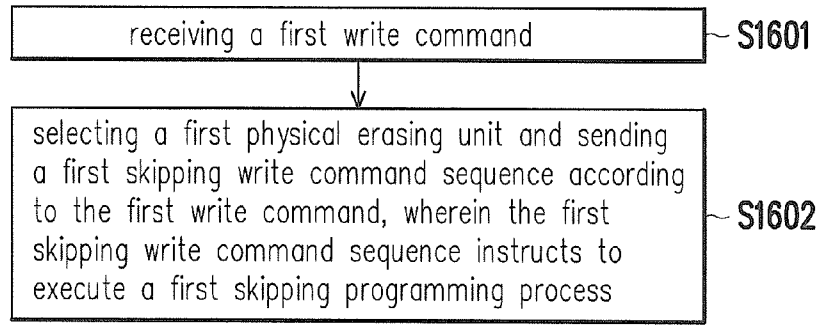 receiving a first write command
S1601
selecting a first physical erasing unit and sending
a first skipping write command sequence according
to the first write command, wherein the first
skipping write command sequence instructs to
execute a first skipping programming process
S1602